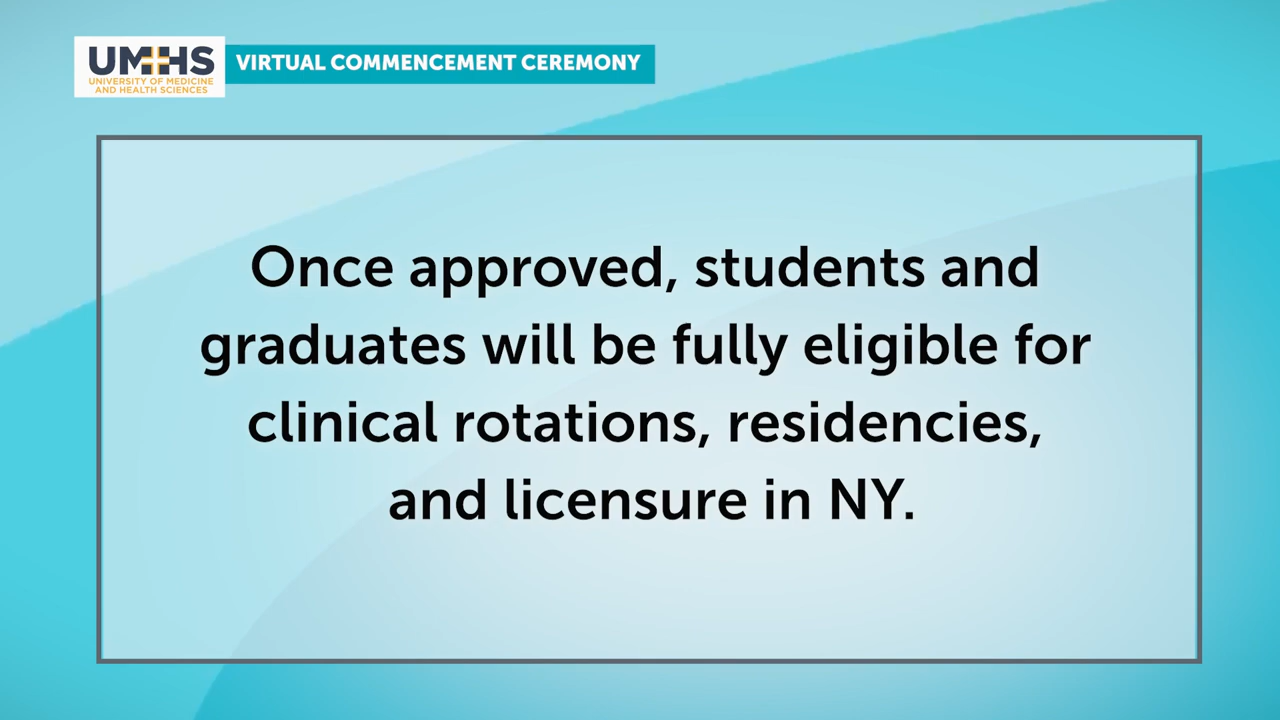 UMHS
UNIVERSITY OF MEDICINE
AND HEALTH SCIENCES
VIRTUAL COMMENCEMENT CEREMONY
Once approved, students and
graduates will be fully eligible for
clinical rotations, residencies,
and licensure in NY.